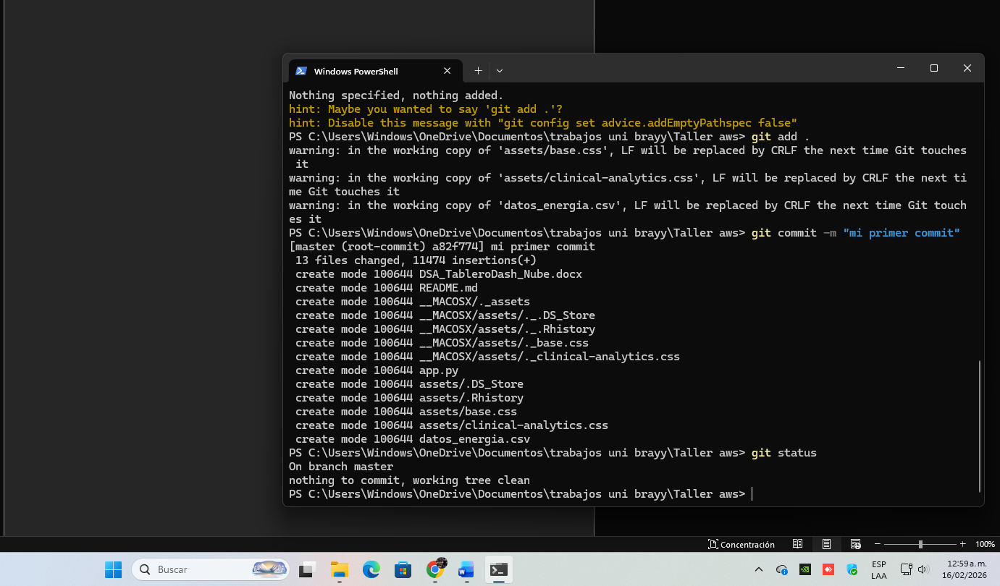 Windows PowerShell
Nothing specified, nothing added.
hint: Maybe you wanted to say 'git add .'?
hint: Disable this message with "git config set advice.addEmptyPathspec false"
PS C:\Users\Windows\OneDrive\Documentos\trabajos uni brayy\Taller aws> git add .
warning: in the working copy of 'assets/base.css', LF will be replaced by CRLF the next time Git touches
 it
warning: in the working copy of 'assets/clinical-analytics.css', LF will be replaced by CRLF the next ti
me Git touches it
warning: in the working copy of 'datos_energia.csv', LF will be replaced by CRLF the next time Git touch
es it
PS C:\Users\Windows\OneDrive\Documentos\trabajos uni brayy\Taller aws> git commit -m "mi primer commit"
[master (root-commit) a82f774] mi primer commit
 13 files changed, 11474 insertions(+)
 create mode 100644 DSA_TableroDash_Nube.docx
 create mode 100644 README.md
 create mode 100644 __MACOSX/._assets
 create mode 100644 __MACOSX/assets/._.DS_Store
 create mode 100644 __MACOSX/assets/._.Rhistory
 create mode 100644 __MACOSX/assets/._base.css
 create mode 100644 __MACOSX/assets/._clinical-analytics.css
 create mode 100644 app.py
 create mode 100644 assets/.DS_Store
 create mode 100644 assets/.Rhistory
 create mode 100644 assets/base.css
 create mode 100644 assets/clinical-analytics.css
 create mode 100644 datos_energia.csv
PS C:\Users\Windows\OneDrive\Documentos\trabajos uni brayy\Taller aws> git status
On branch master
nothing to commit, working tree clean
PS C:\Users\Windows\OneDrive\Documentos\trabajos uni brayy\Taller aws>
Concentración
100%
Buscar
ESP
LAA
12:59 a. m.
16/02/2026